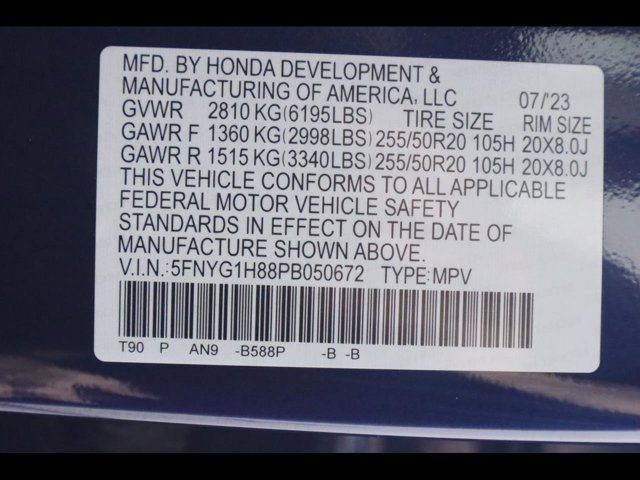 MFD. BY HONDA DEVELOPMENT &
MANUFACTURING OF AMERICA, LLC 07/'23
GVWR 2810 KG(6195LBS) TIRE SIZE RIM SIZE
GAWR F 1360 KG(2998LBS) 255/50R20 105H 20X8.0J
GAWR R 1515 KG(3340LBS) 255/50R20 105H 20X8.0J
THIS VEHICLE CONFORMS TO ALL APPLICABLE
FEDERAL MOTOR VEHICLE SAFETY
STANDARDS IN EFFECT ON THE DATE OF
MANUFACTURE SHOWN ABOVE.
V.I.N.:5FNYG1H88PB050672 TYPE:MPV
T90 P AN9 -B588P -B -B